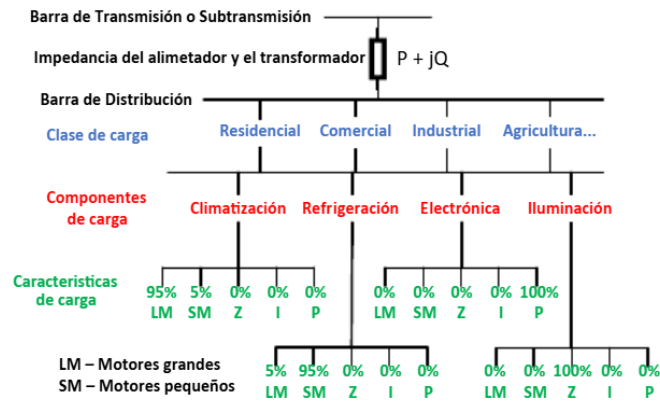 Barra de Transmisión o Subtransmisión
Impedancia del alimetador y el transformador
P + jQ
Barra de Distribución
Clase de carga
Residencial Comercial Industrial Agricultura...
Componentes
de carga
Climatización Refrigeración Electrónica Iluminación
Caracteristicas
de carga
95% 5% 0% 0% 0%
LM SM Z I P
0% 0% 0% 0% 100%
LM SM Z I P
LM – Motores grandes
SM – Motores pequeños
5% 95% 0% 0% 0%
LM SM Z I P
0% 0% 100% 0% 0%
LM SM Z I P